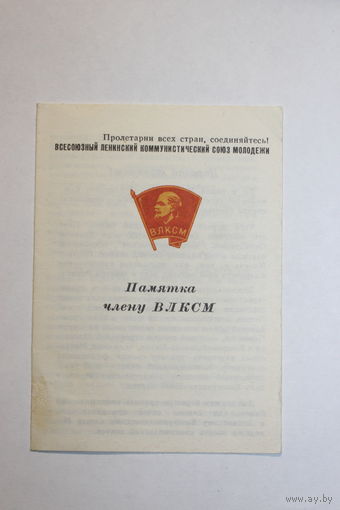 Пролетарии всех стран, соединяйтесь!
ВСЕСОЮЗНЫЙ ЛЕНИНСКИЙ КОММУНИСТИЧЕСКИЙ СОЮЗ МОЛОДЕЖИ
ВЛКСМ
Памятка
члену ВЛКСМ
www.ay.by